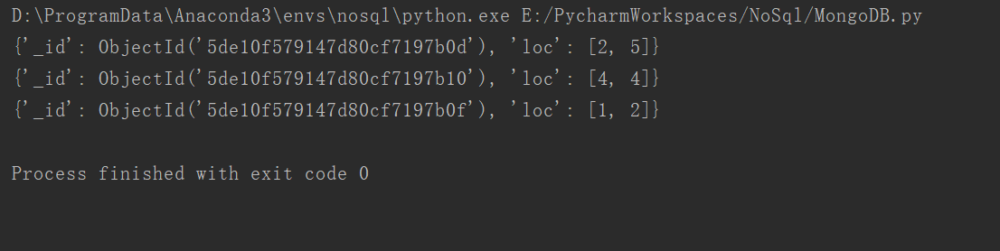 D:\ProgramData\Anaconda3\envs\nosql\python.exe E:/PycharmWorkspaces/NoSql/MongoDB.py
{'_id': ObjectId('5de10f579147d80cf7197b0d'), 'loc': [2, 5]}
{'_id': ObjectId('5de10f579147d80cf7197b10'), 'loc': [4, 4]}
{'_id': ObjectId('5de10f579147d80cf7197b0f'), 'loc': [1, 2]}
Process finished with exit code 0